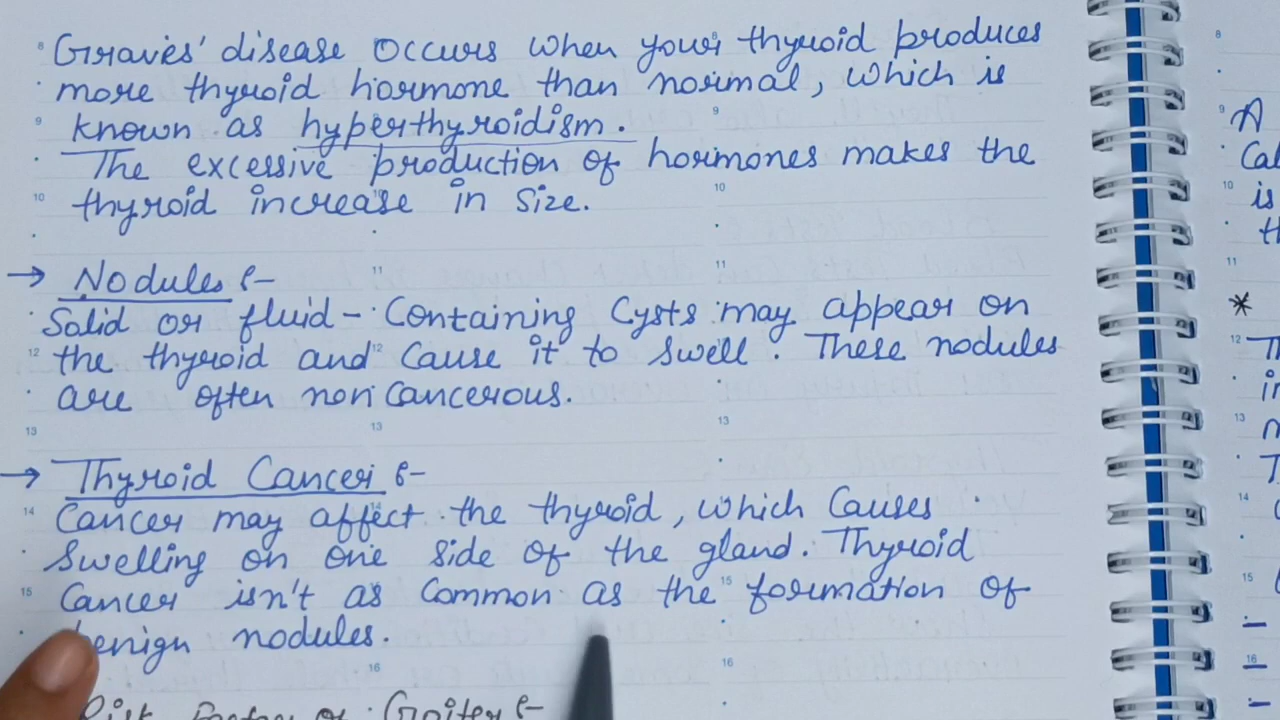 Graves' disease occurs when your thyroid produces
more thyroid hormone than normal, which is
known as hyperthyroidism.
The excessive production of hormones makes the
thyroid increase in size.
→ Nodules :-
Solid or fluid - containing cysts may appear on
the thyroid and cause it to swell. These nodules
are often non cancerous.
→ Thyroid Cancer :-
Cancer may affect the thyroid, which causes
swelling on one side of the gland. Thyroid
Cancer isn't as common as the formation of
benign nodules.
Risk Factor of Goiter :-